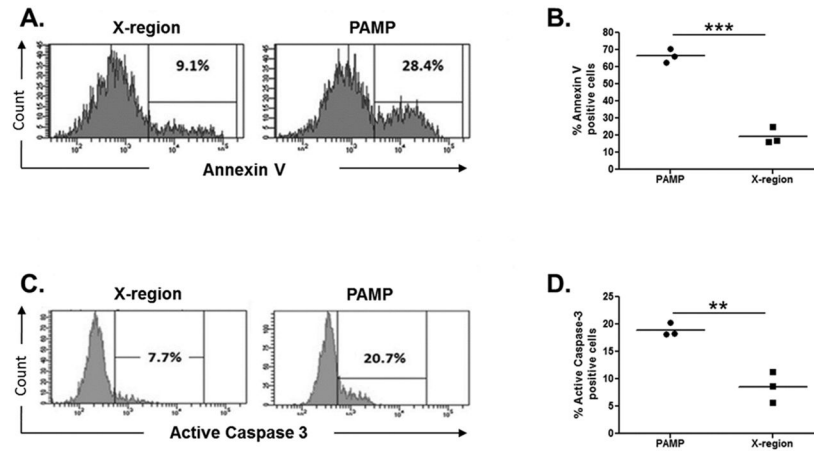 A.
X-region
PAMP
9.1%
28.4%
Count
Annexin V
B.
***
% Annexin V
positive cells
80
70
60
50
40
30
20
10
0
PAMP
X-region
C.
X-region
PAMP
7.7%
20.7%
Count
Active Caspase 3
D.
**
% Active Caspase-3
positive cells
25
20
15
10
5
0
PAMP
X-region